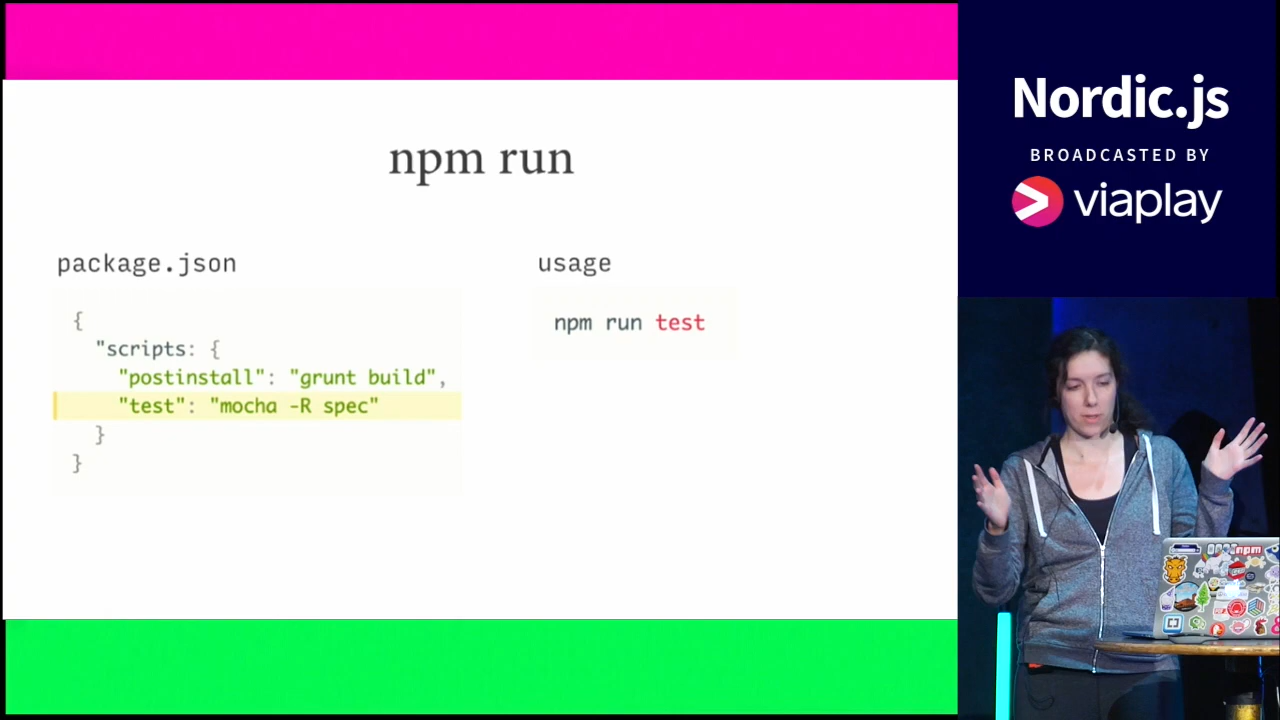 npm run
package.json
{
"scripts: {
"postinstall": "grunt build",
"test": "mocha -R spec"
}
}
usage
npm run test
Nordic.js
BROADCASTED BY
viaplay
npm